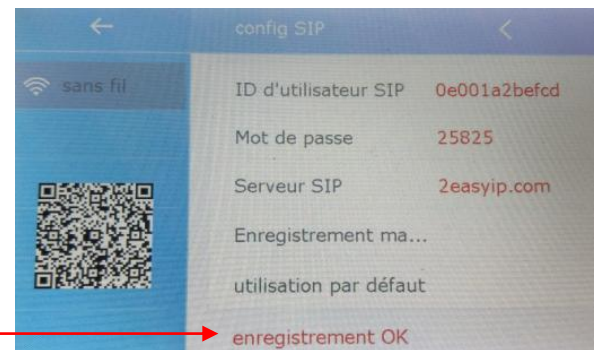 config SIP
sans fil
ID d'utilisateur SIP 0e001a2befcd
Mot de passe 25825
Serveur SIP 2easyip.com
Enregistrement ma...
utilisation par défaut
enregistrement OK